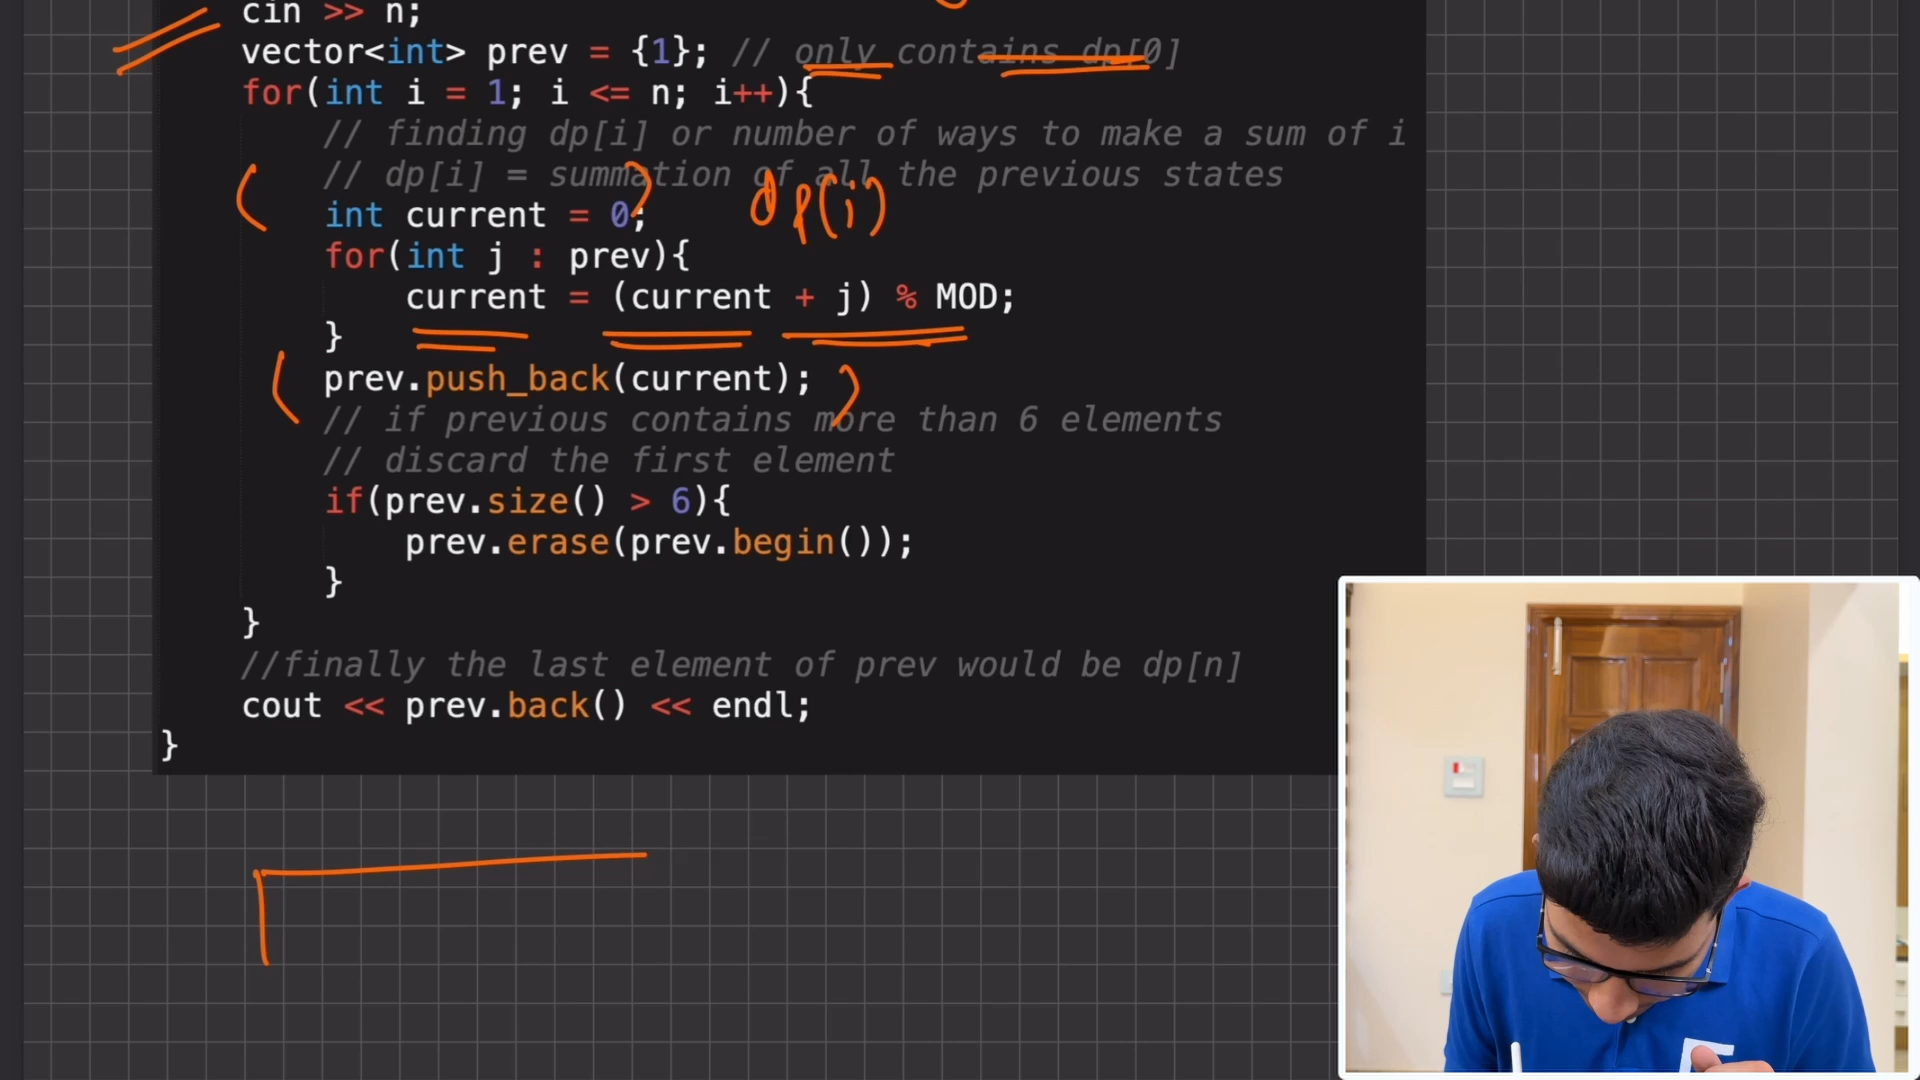 cin >> n;
vector<int> prev = {1}; // only contains dp[0]
for(int i = 1; i <= n; i++){
// finding dp[i] or number of ways to make a sum of i
// dp[i] = summation of all the previous states
int current = 0;
dp(i)
for(int j : prev){
current = (current + j) % MOD;
}
prev.push_back(current);
// if previous contains more than 6 elements
// discard the first element
if(prev.size() > 6){
prev.erase(prev.begin());
}
}
//finally the last element of prev would be dp[n]
cout << prev.back() << endl;
}